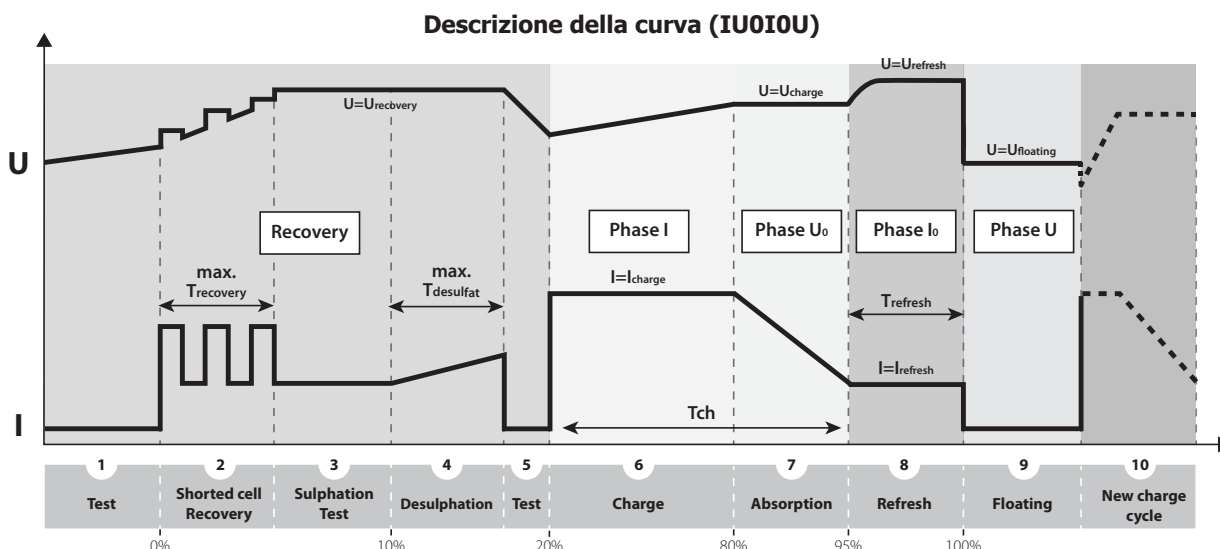 Descrizione della curva (IU0I0U)
U=Urefresh
U=Urecovery
U=Ucharge
U
U=Ufloating
Recovery
Phase I
Phase U0
Phase I0
Phase U
max.
Trecovery
max.
Tdesulfat
I=Icharge
Trefresh
I=Irefresh
Tch
I
1 2 3 4 5 6 7 8 9 10
Test
Shorted cell
Recovery
Sulphation
Test
Desulphation
Test
Charge
Absorption
Refresh
Floating
New charge
cycle
0% 10% 20% 80% 95% 100%